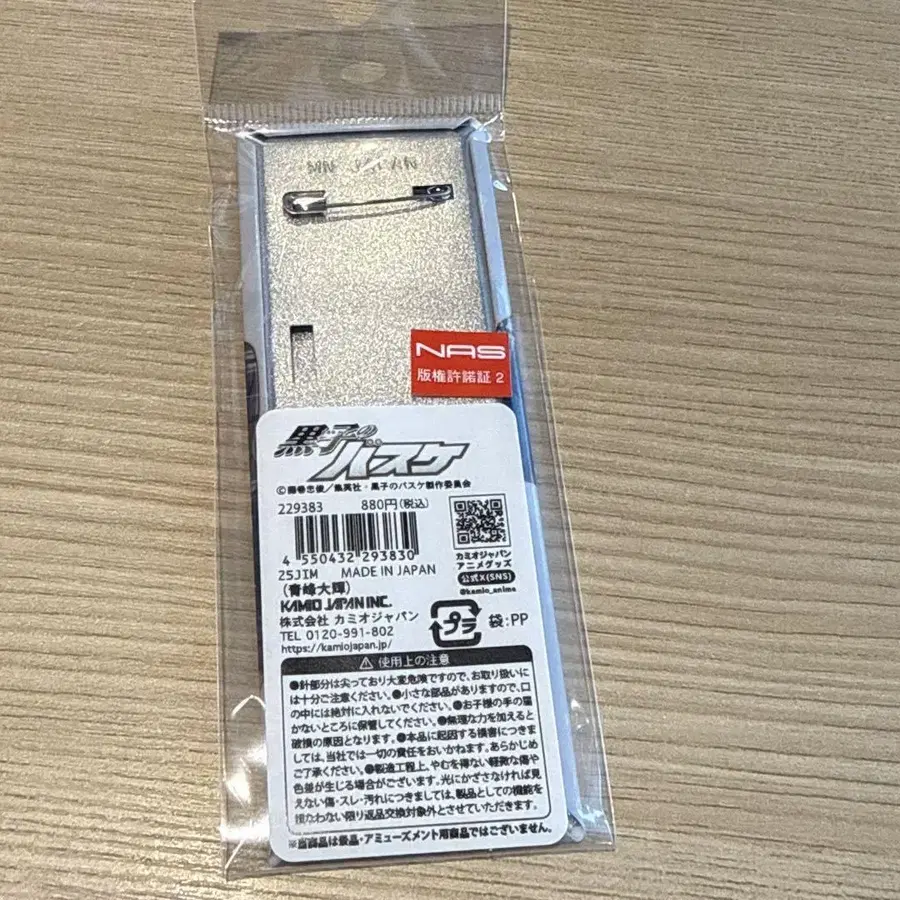 NAS
版権許諾証 2
黒子の
バスケ
©藤巻忠俊／集英社・黒子のバスケ製作委員会
229383 880円(税込)
4 550432 293830
25JIM MADE IN JAPAN
(青峰大輝)
KAMIO JAPAN INC.
株式会社 カミオジャパン
TEL 0120-991-802
https://kamiojapan.jp/
カミオジャパン
アニメグッズ
公式X(SNS)
@kamio_anime
プラ 袋:PP
⚠ 使用上の注意
●針部分は尖っており大変危険ですので、お取り扱いに
は十分ご注意ください。●小さな部品がありますので、口
の中には絶対に入れないでください。●お子様の手の届
かないところに保管してください。●無理な力を加えると
破損の原因となります。●本品に起因する損害につきま
しては、当社では一切の責任をおいかねます。あらかじめ
ご了承ください。●製造工程上、やむを得ない軽微な傷や
色差が生じる場合がございます。光にかざさなければ見
えない傷・スレ・汚れにつきましては、製品としての機能を
損なわない限り返品交換対象外とさせていただきます。
※当商品は景品・アミューズメント用商品ではございません。